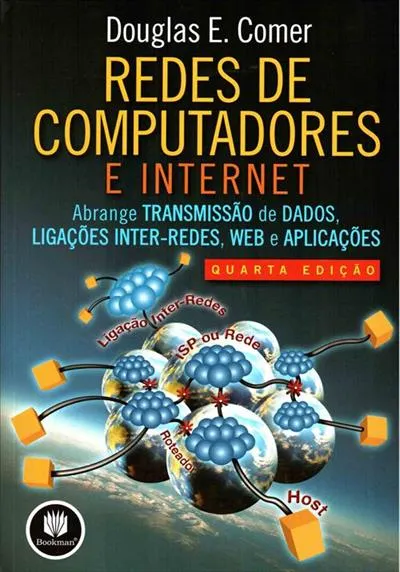 Douglas E. Comer
REDES DE
COMPUTADORES
E INTERNET
Abrange TRANSMISSÃO de DADOS,
LIGAÇÕES INTER-REDES, WEB e APLICAÇÕES
QUARTA EDIÇÃO
Ligação Inter-Redes
ISP ou Rede
Roteador
Host
Bookman®